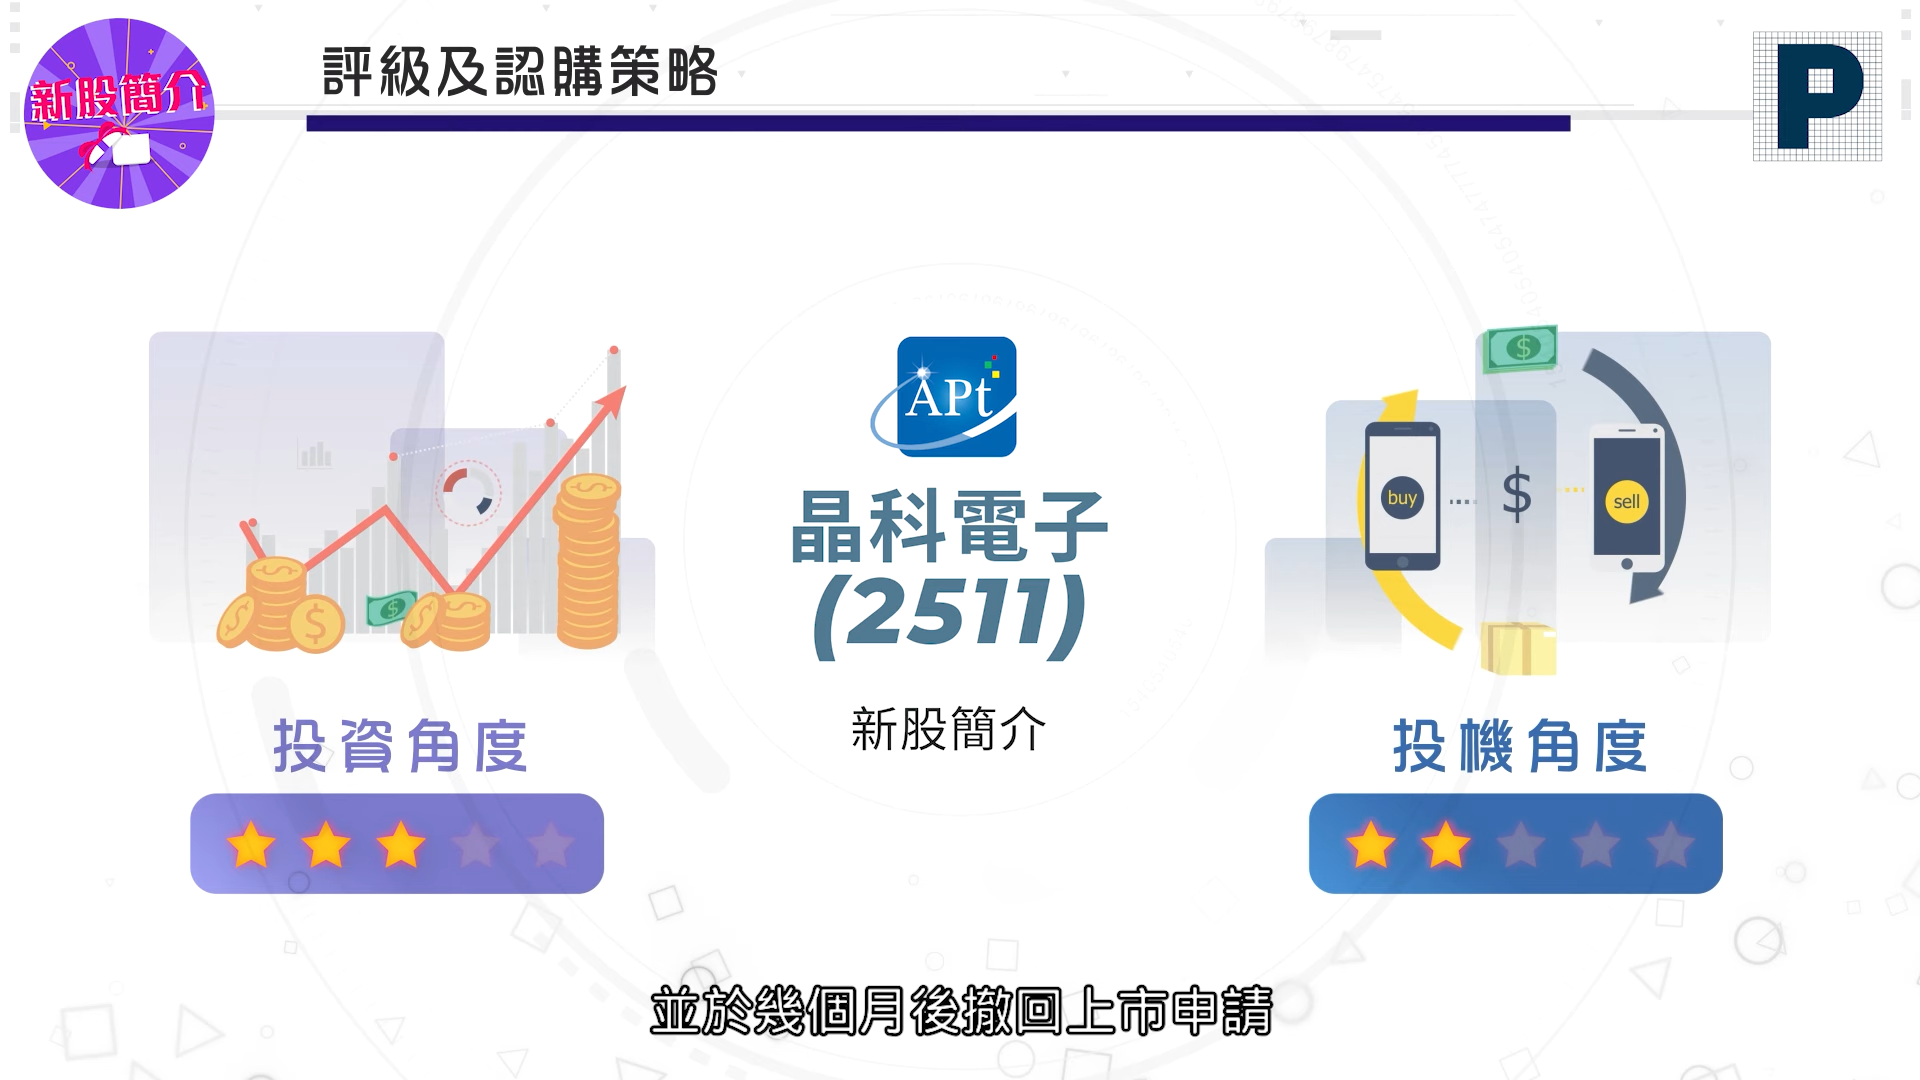 新股簡介
評級及認購策略
P
APt
晶科電子
(2511)
新股簡介
buy
$
sell
投資角度
投機角度
並於幾個月後撤回上市申請